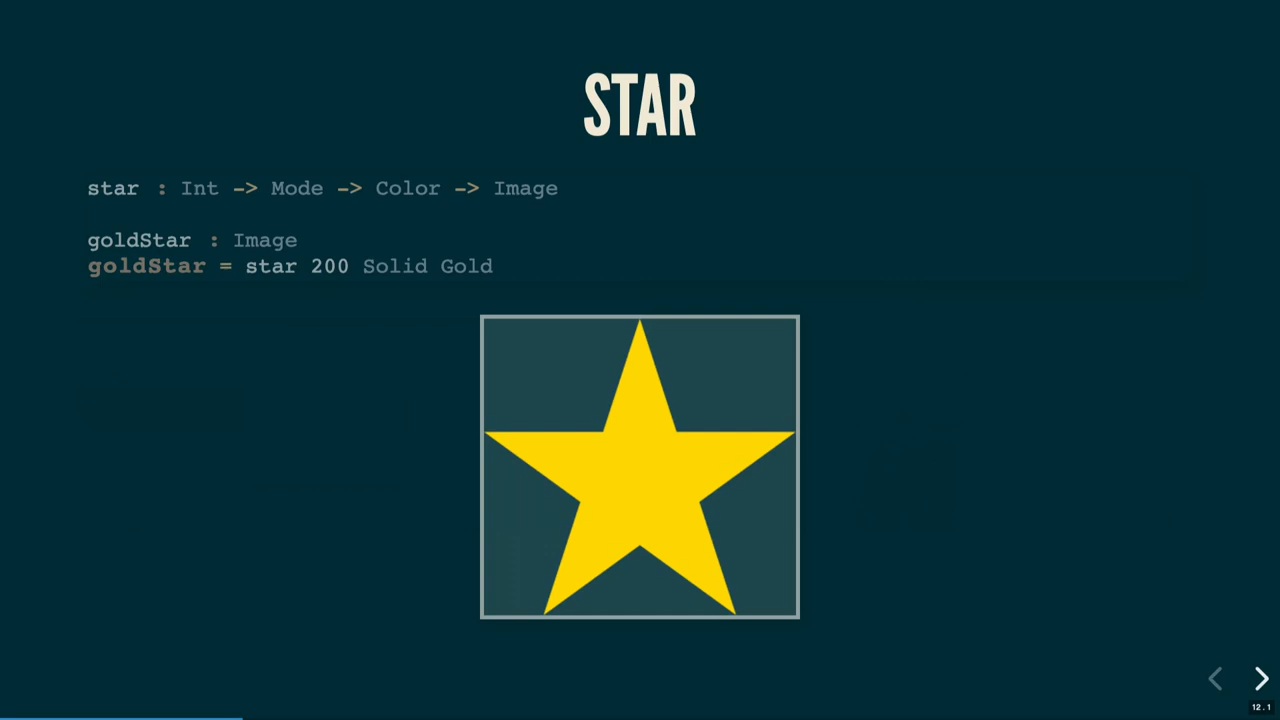 STAR
star : Int -> Mode -> Color -> Image
goldStar : Image
goldStar = star 200 Solid Gold
12.1